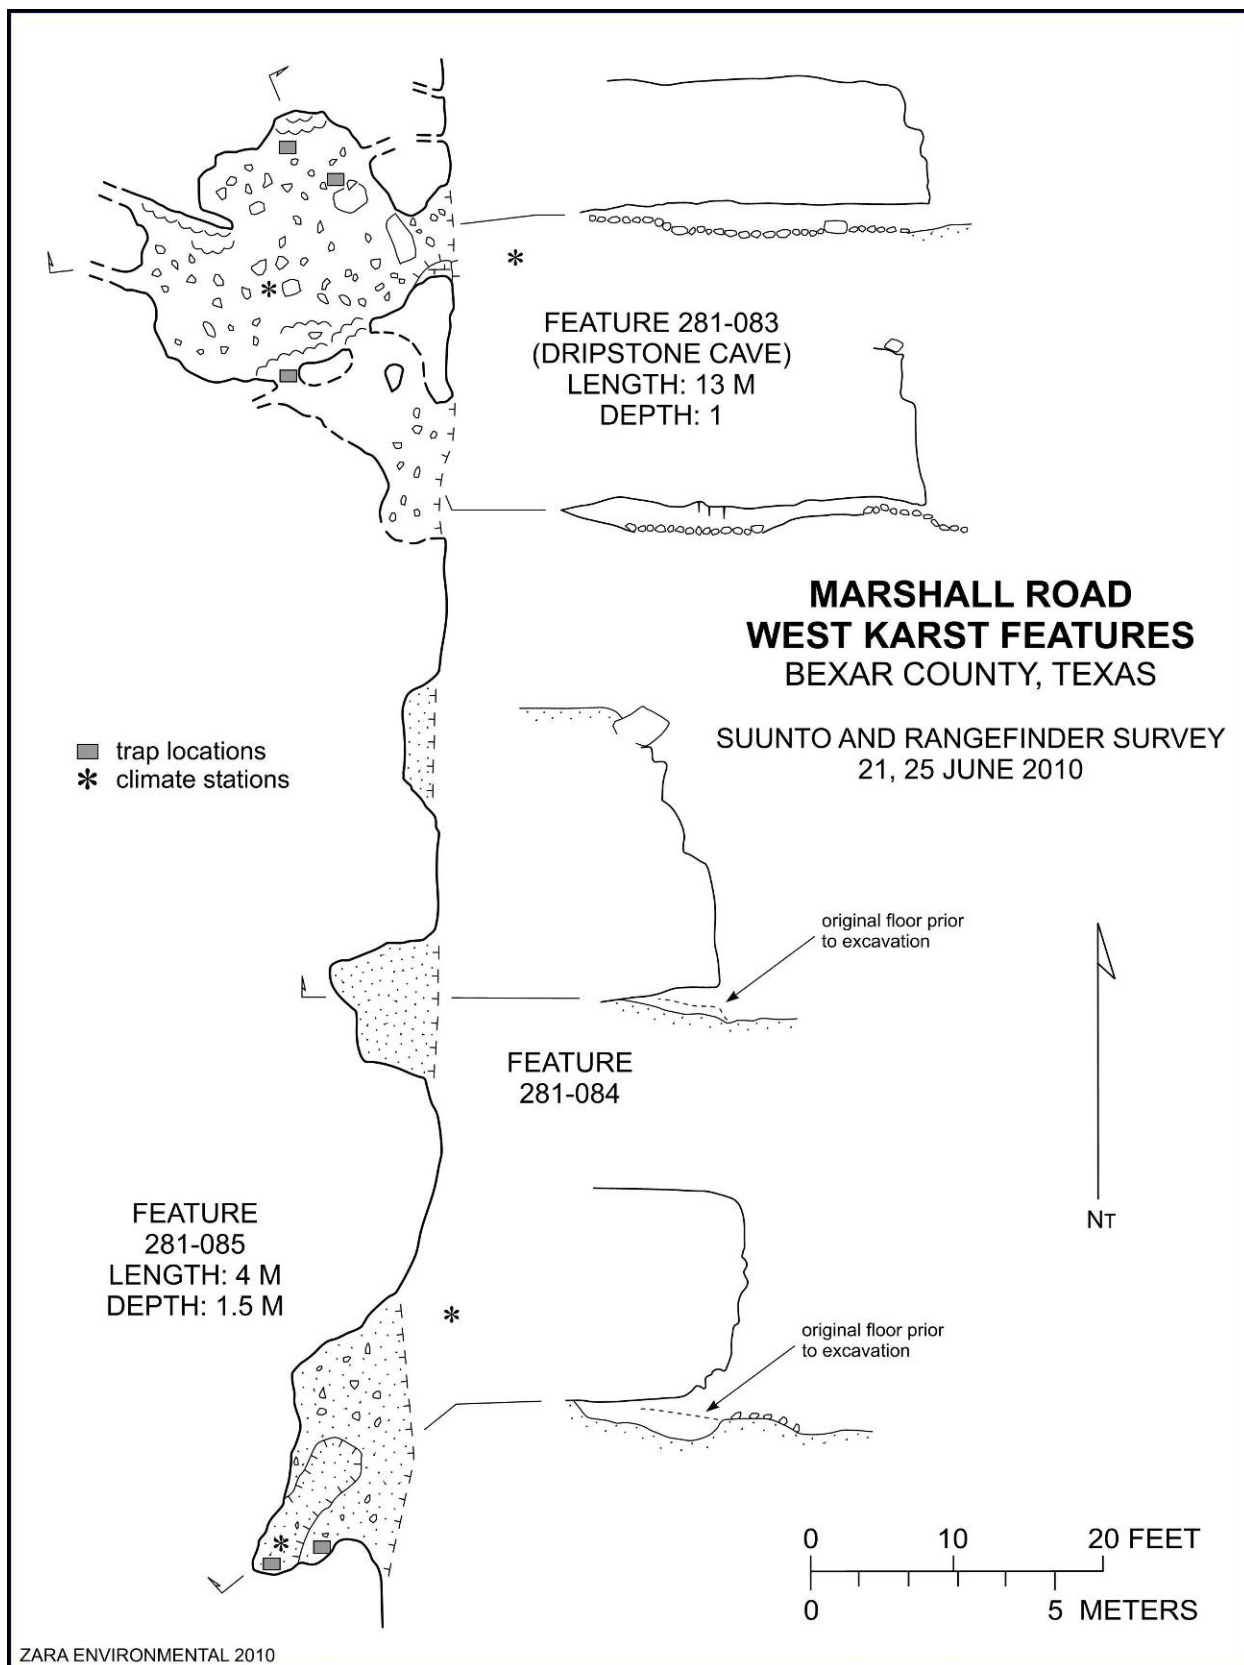 FEATURE 281-083
(DRIPSTONE CAVE)
LENGTH: 13 M
DEPTH: 1
MARSHALL ROAD
WEST KARST FEATURES
BEXAR COUNTY, TEXAS
SUUNTO AND RANGEFINDER SURVEY
21, 25 JUNE 2010
trap locations
* climate stations
original floor prior
to excavation
FEATURE
281-084
NT
FEATURE
281-085
LENGTH: 4 M
DEPTH: 1.5 M
original floor prior
to excavation
0 10 20 FEET
0 5 METERS
ZARA ENVIRONMENTAL 2010